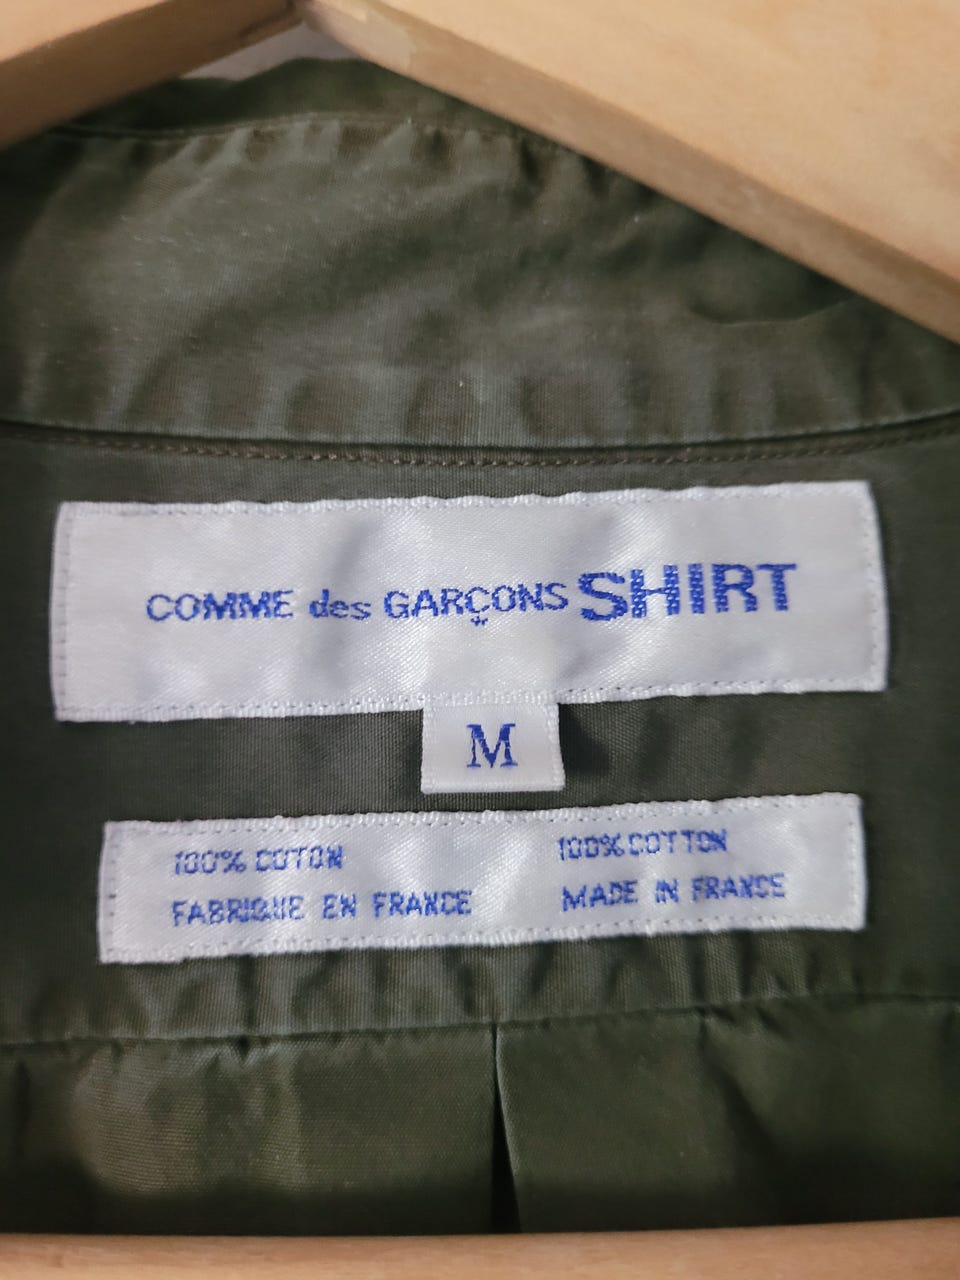 COMME des GARÇONS SHIRT
M
100% COTON
FABRIQUE EN FRANCE
100% COTTON
MADE IN FRANCE